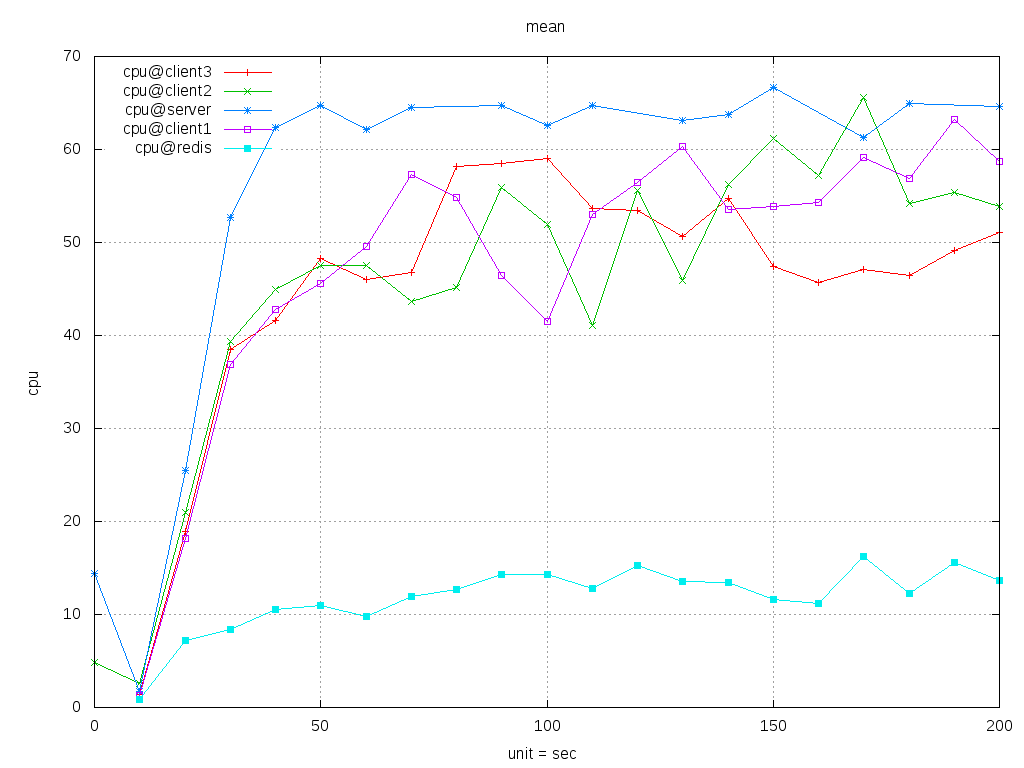 mean
70
60
50
40
30
20
10
0
cpu@client3
cpu@client2
cpu@server
cpu@client1
cpu@redis
cpu
0 50 100 150 200
unit = sec